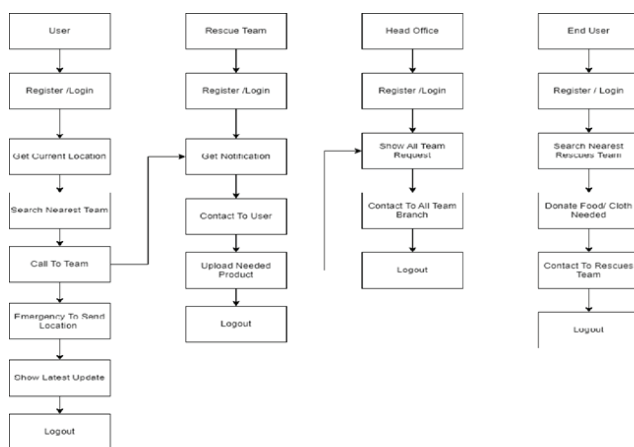 User
Register /Login
Get Current Location
Search Nearest Team
Call To Team
Emergency To Send
Location
Show Latest Update
Logout
Rescue Team
Register /Login
Get Notification
Contact To User
Upload Needed
Product
Logout
Head Office
Register /Login
Show All Team
Request
Contact To All Team
Branch
Logout
End User
Register / Login
Search Nearest
Rescues Team
Donate Food/ Cloth
Needed
Contact To Rescues
Team
Logout